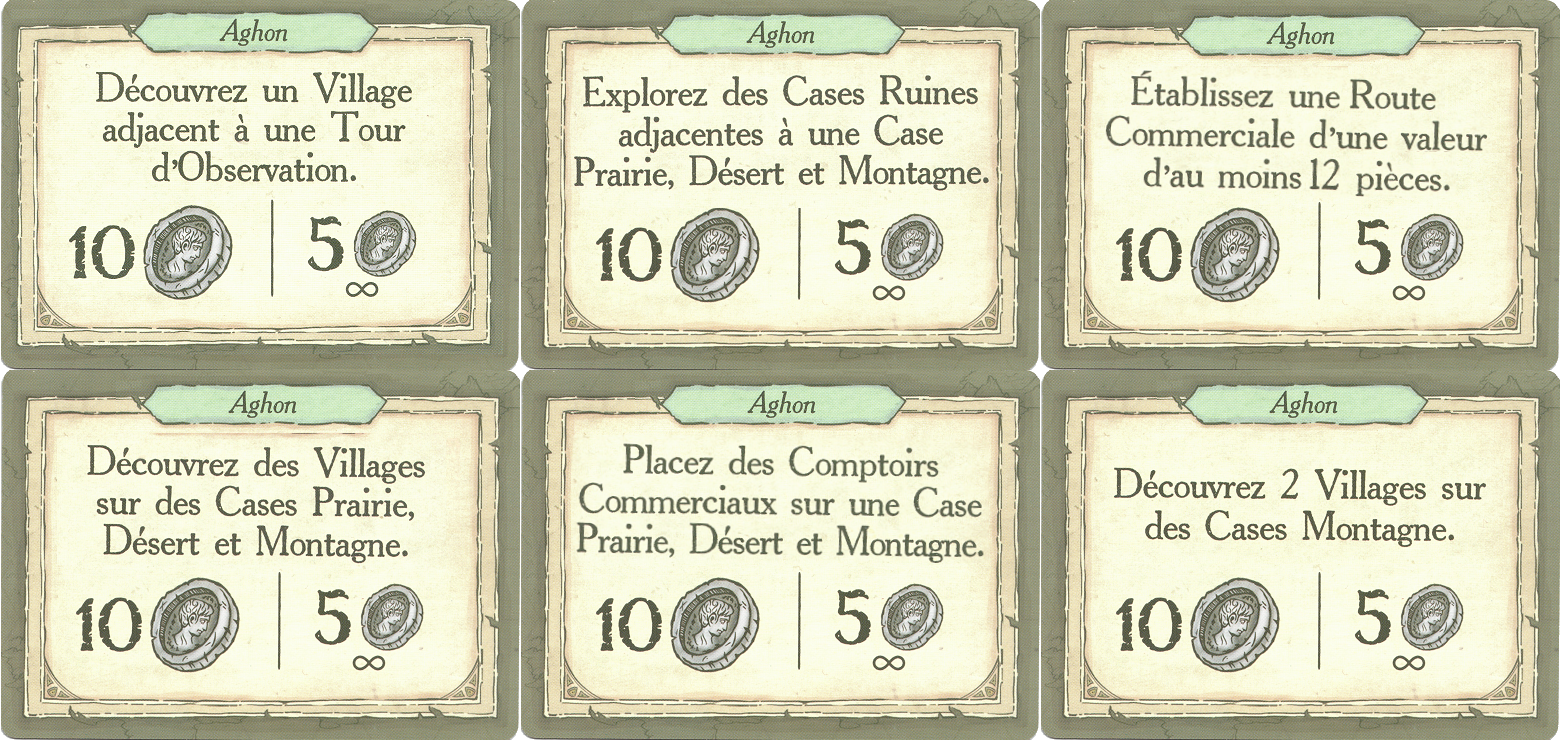 Aghon
Découvrez un Village
adjacent à une Tour
d'Observation.
10 5
∞
Aghon
Explorez des Cases Ruines
adjacentes à une Case
Prairie, Désert et Montagne.
10 5
∞
Aghon
Établissez une Route
Commerciale d'une valeur
d'au moins 12 pièces.
10 5
∞
Aghon
Découvrez des Villages
sur des Cases Prairie,
Désert et Montagne.
10 5
∞
Aghon
Placez des Comptoirs
Commerciaux sur une Case
Prairie, Désert et Montagne.
10 5
∞
Aghon
Découvrez 2 Villages sur
des Cases Montagne.
10 5
∞